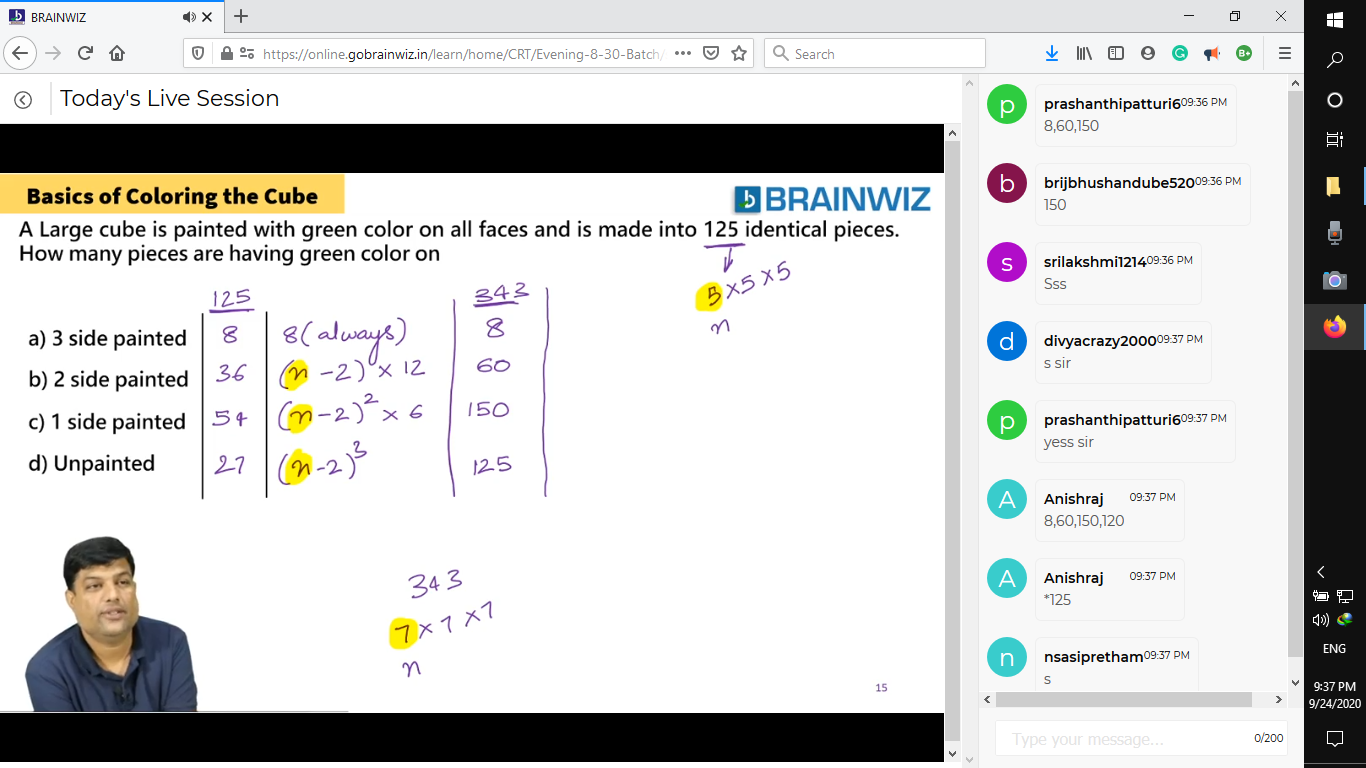 BRAINWIZ
https://online.gobrainwiz.in/learn/home/CRT/Evening-8-30-Batch/
Search
Today's Live Session
Basics of Coloring the Cube
BRAINWIZ
A Large cube is painted with green color on all faces and is made into 125 identical pieces.
How many pieces are having green color on
5 × 5 × 5
n
125 343
a) 3 side painted 8 8 (always) 8
b) 2 side painted 36 (n - 2) × 12 60
c) 1 side painted 54 (n - 2)² × 6 150
d) Unpainted 27 (n - 2)³ 125
343
7 × 7 × 7
n
15
p
prashanthipatturi6 09:36 PM
8,60,150
b
brijbhushandube520 09:36 PM
150
s
srilakshmi1214 09:36 PM
Sss
d
divyacrazy2000 09:37 PM
s sir
p
prashanthipatturi6 09:37 PM
yess sir
A
Anishraj 09:37 PM
8,60,150,120
A
Anishraj 09:37 PM
*125
n
nsasipretham 09:37 PM
s
Type your message... 0/200
ENG
9:37 PM
9/24/2020